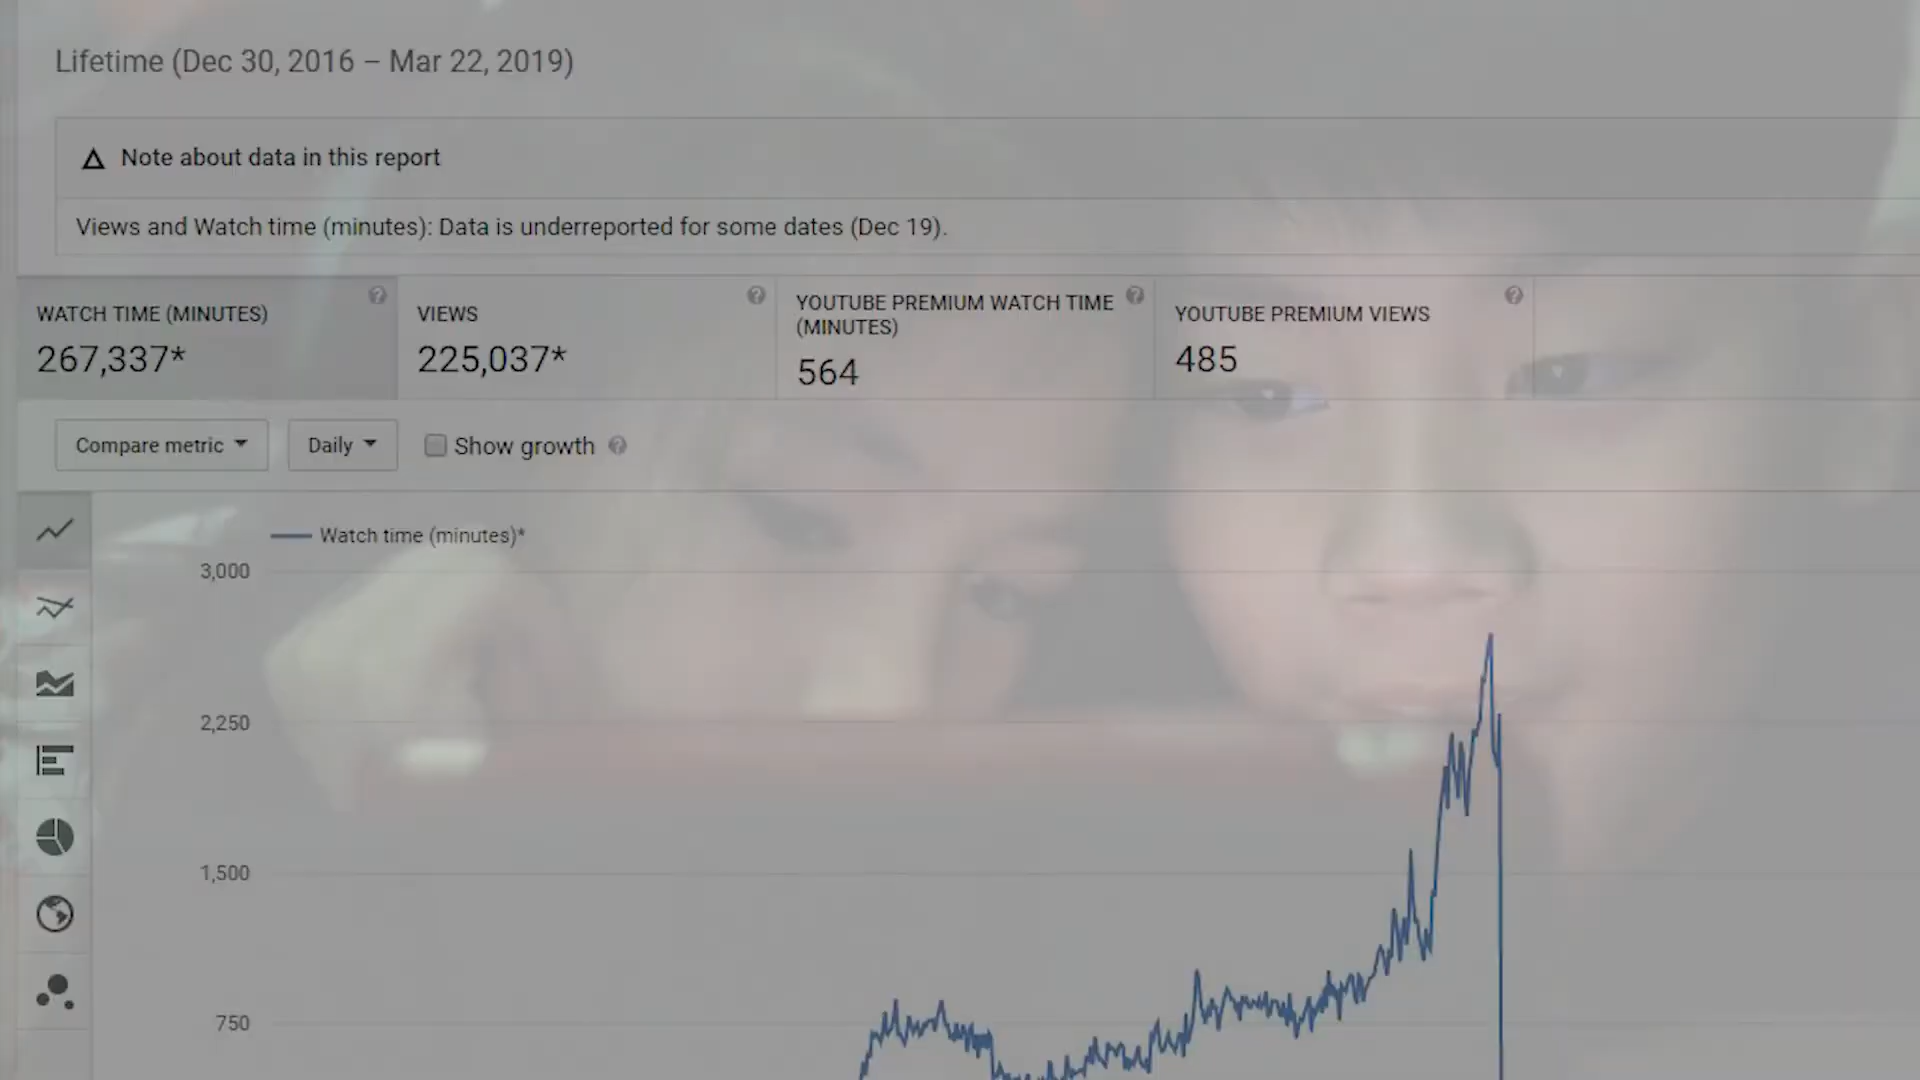 Lifetime (Dec 30, 2016 – Mar 22, 2019)
Note about data in this report
Views and Watch time (minutes): Data is underreported for some dates (Dec 19).
WATCH TIME (MINUTES)
267,337*
VIEWS
225,037*
YOUTUBE PREMIUM WATCH TIME
(MINUTES)
564
YOUTUBE PREMIUM VIEWS
485
Compare metric
Daily
Show growth
Watch time (minutes)*
3,000
2,250
1,500
750